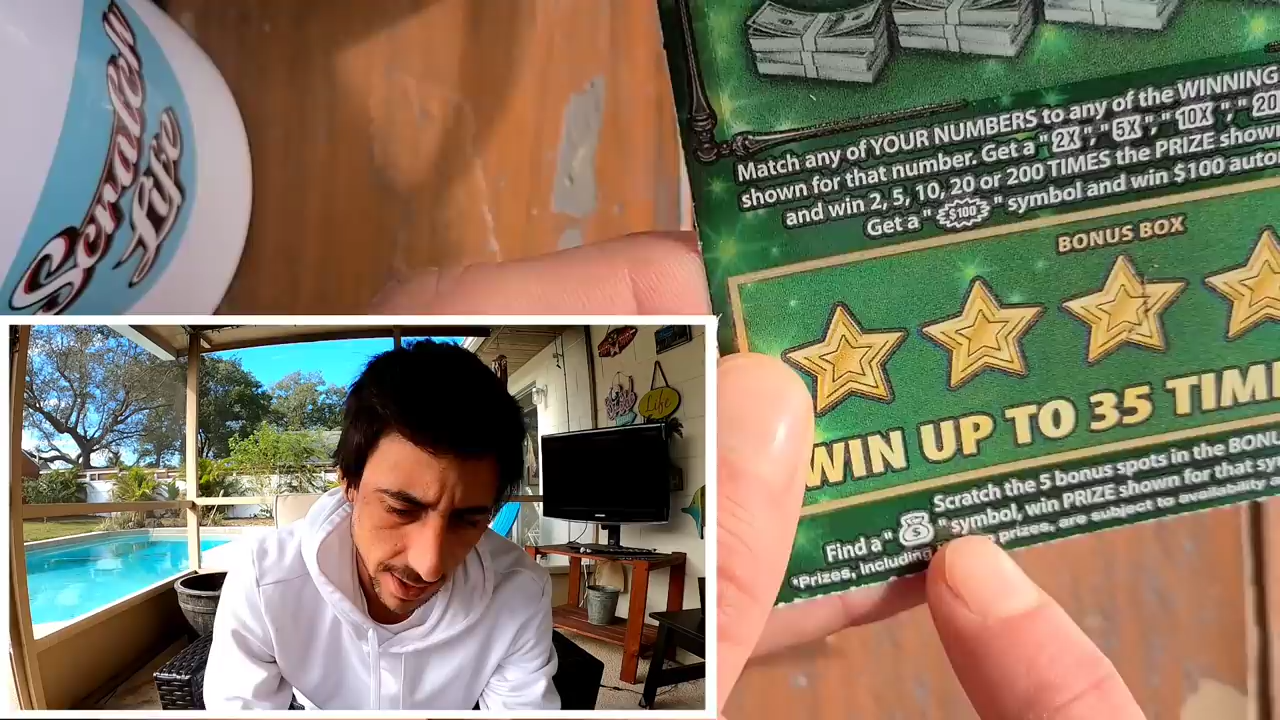 Scratch
Life
Match any of YOUR NUMBERS to any of the WINNING
shown for that number. Get a " 2X ", " 5X ", " 10X ", " 20
and win 2, 5, 10, 20 or 200 TIMES the PRIZE show
Get a " $100 " symbol and win $100 auto
BONUS BOX
WIN UP TO 35 TIM
Scratch the 5 bonus spots in the BONU
Find a " $ " symbol, win PRIZE shown for that sy
*Prizes, including prizes, are subject to availability a
Life